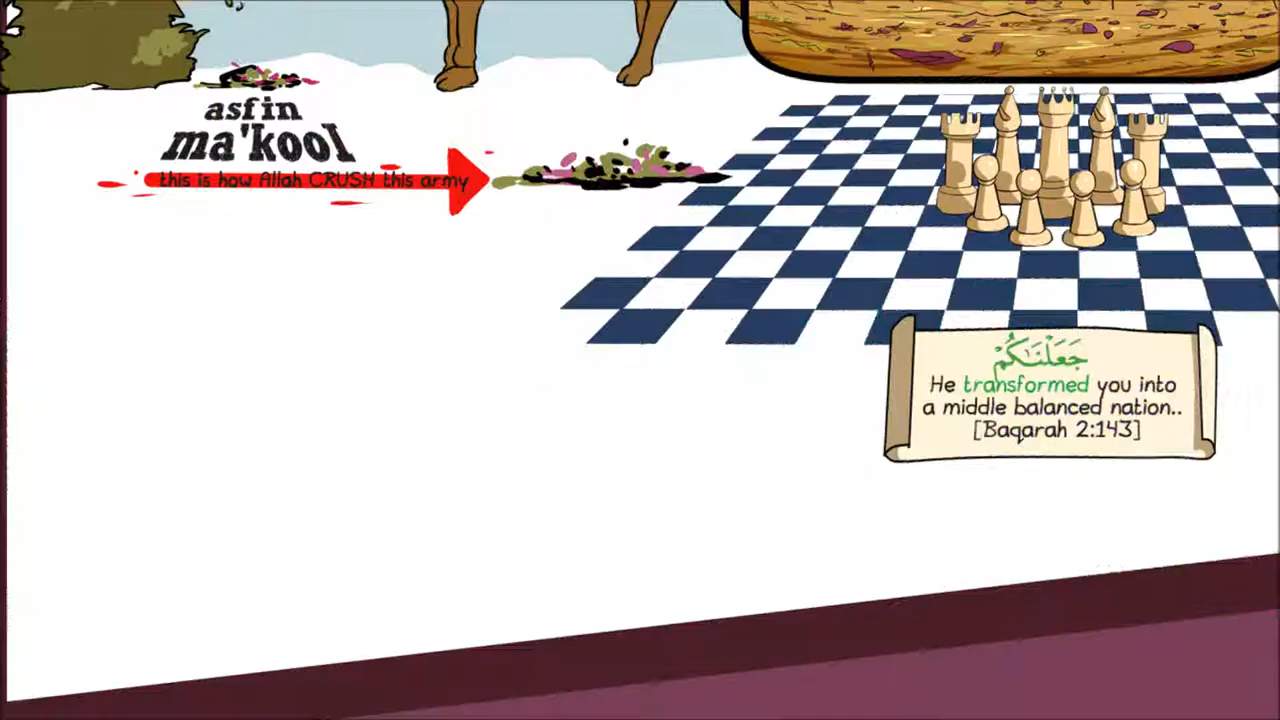 asfin
ma'kool
this is how Allah CRUSH this army
جَعَلْنَـٰكُمْ
He transformed you into
a middle balanced nation..
[Baqarah 2:143]